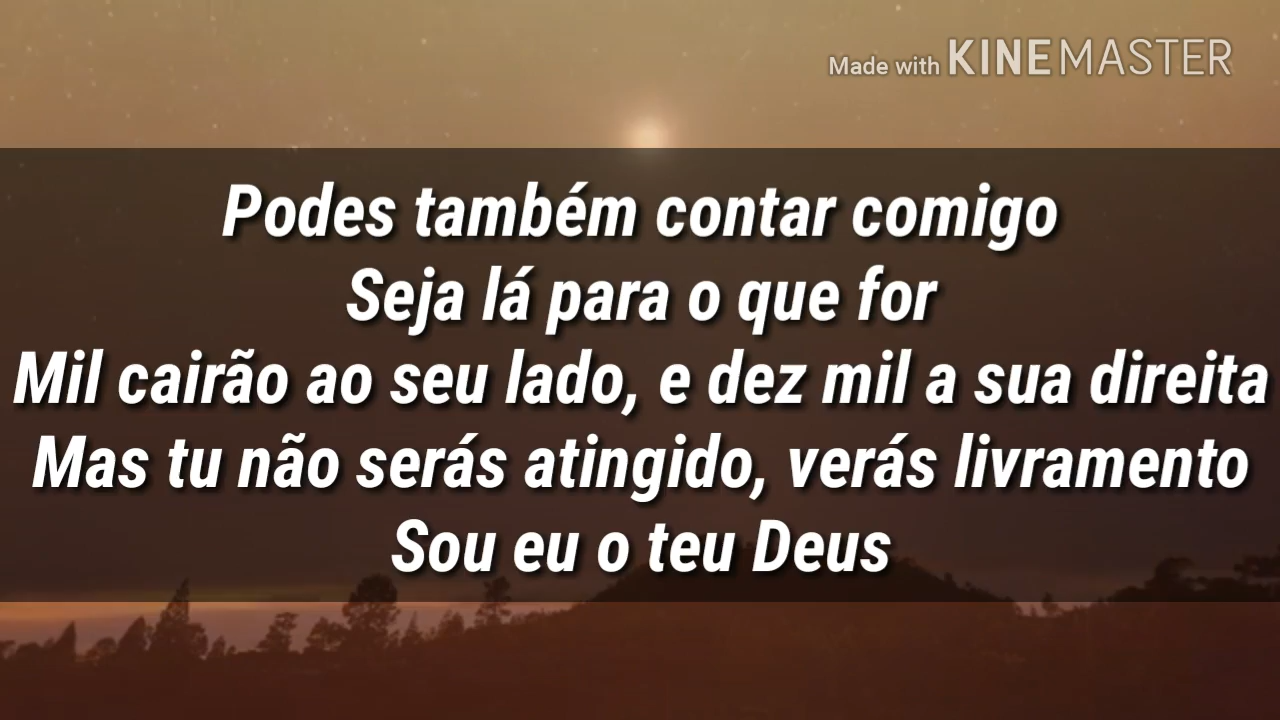 Made with KINEMASTER
Podes também contar comigo
Seja lá para o que for
Mil cairão ao seu lado, e dez mil a sua direita
Mas tu não serás atingido, verás livramento
Sou eu o teu Deus